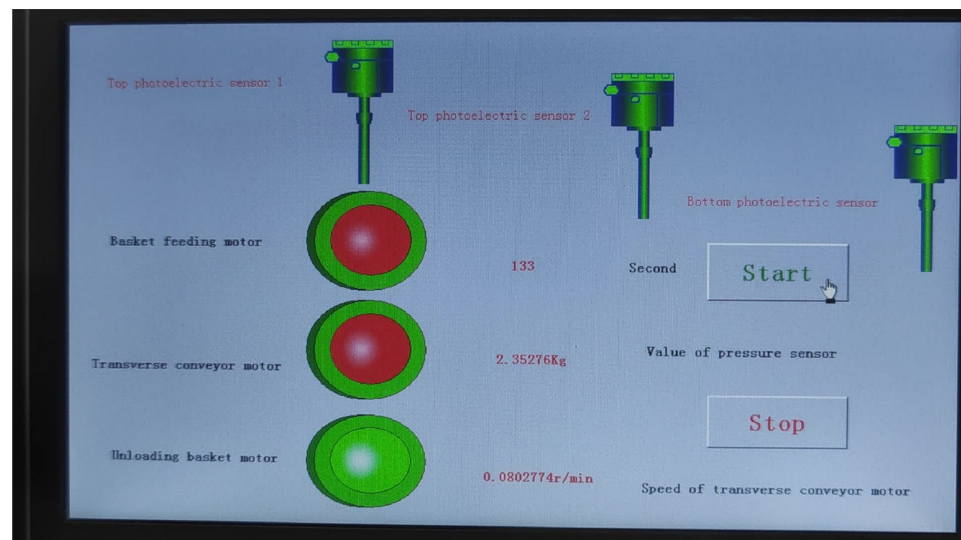 Top photoelectric sensor 1
Top photoelectric sensor 2
Bottom photoelectric sensor
Basket feeding motor
133
Second
Start
Transverse conveyor motor
2.35276Kg
Value of pressure sensor
Stop
Unloading basket motor
0.0802774r/min
Speed of transverse conveyor motor